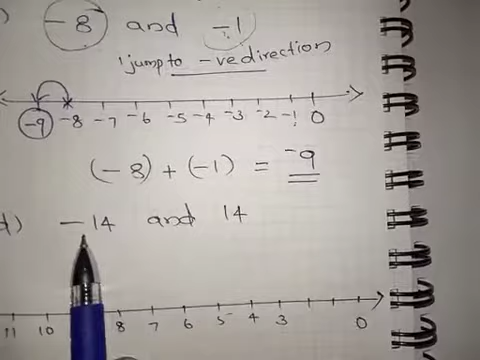 ) -8 and -1
1 jump to -ve direction
-9 -8 -7 -6 -5 -4 -3 -2 -1 0
(-8) + (-1) = -9
d) -14 and 14
11 10 8 7 6 5 4 3 0